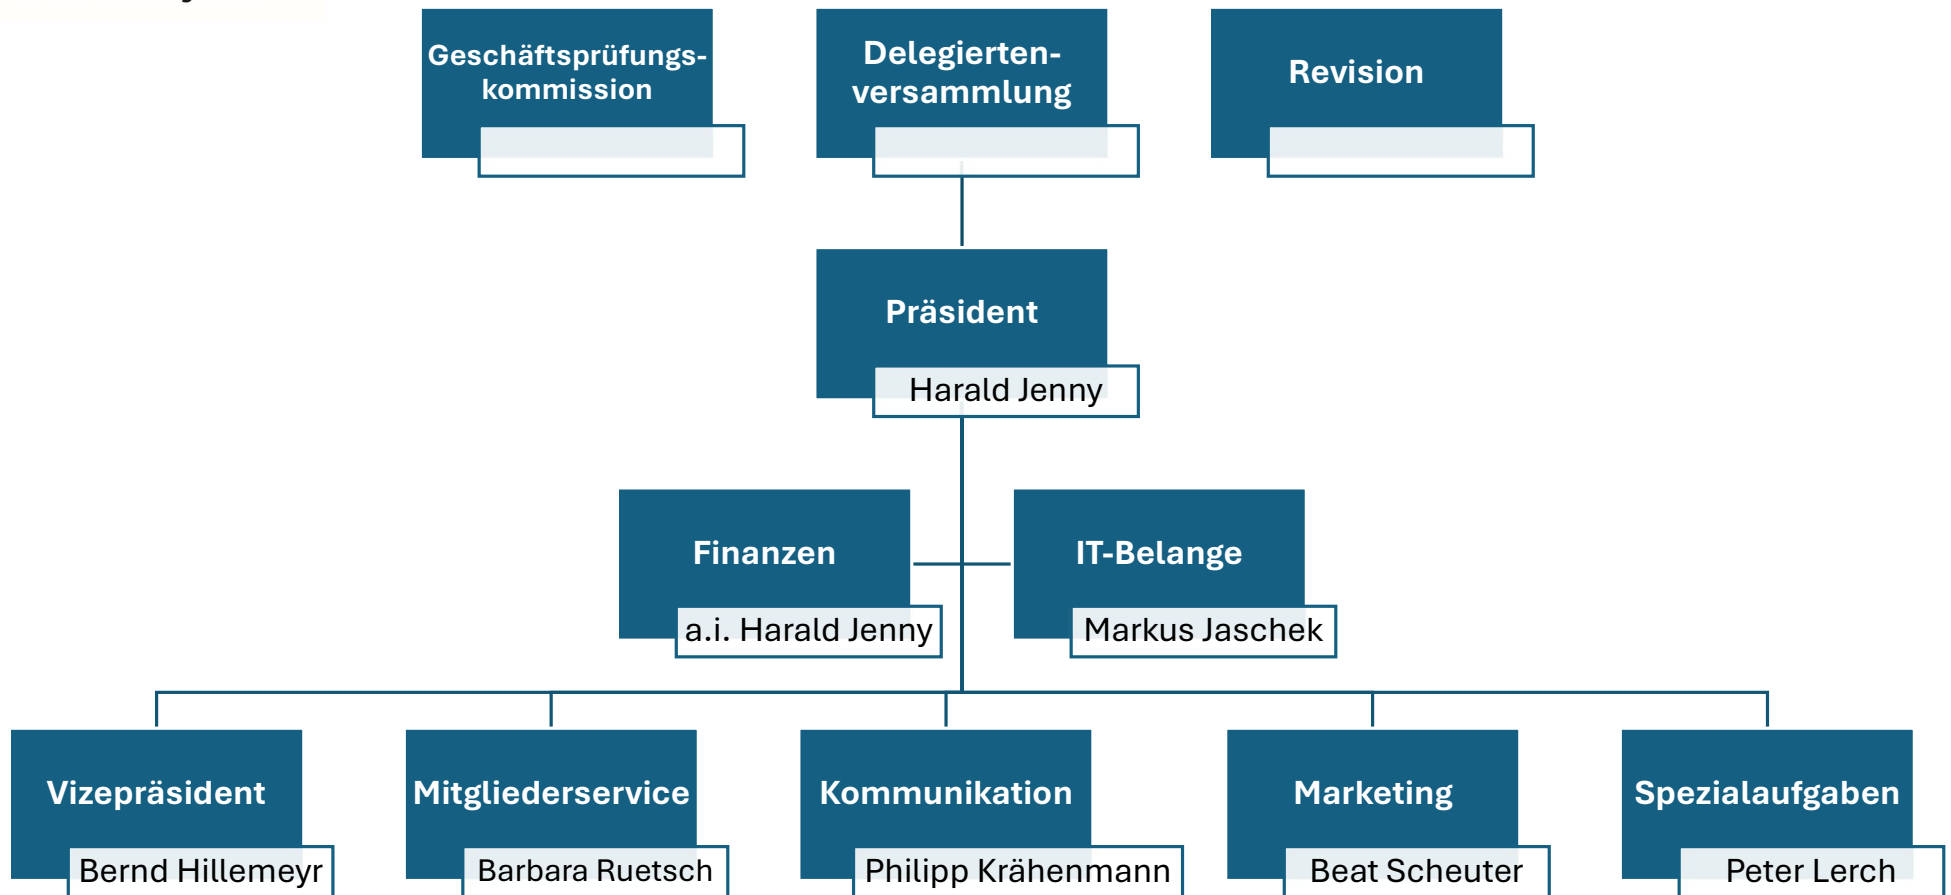 Geschäftsprüfungs-
kommission
Delegierten-
versammlung
Revision
Präsident
Harald Jenny
Finanzen
a.i. Harald Jenny
IT-Belange
Markus Jaschek
Vizepräsident
Bernd Hillemeyr
Mitgliederservice
Barbara Ruetsch
Kommunikation
Philipp Krähenmann
Marketing
Beat Scheuter
Spezialaufgaben
Peter Lerch